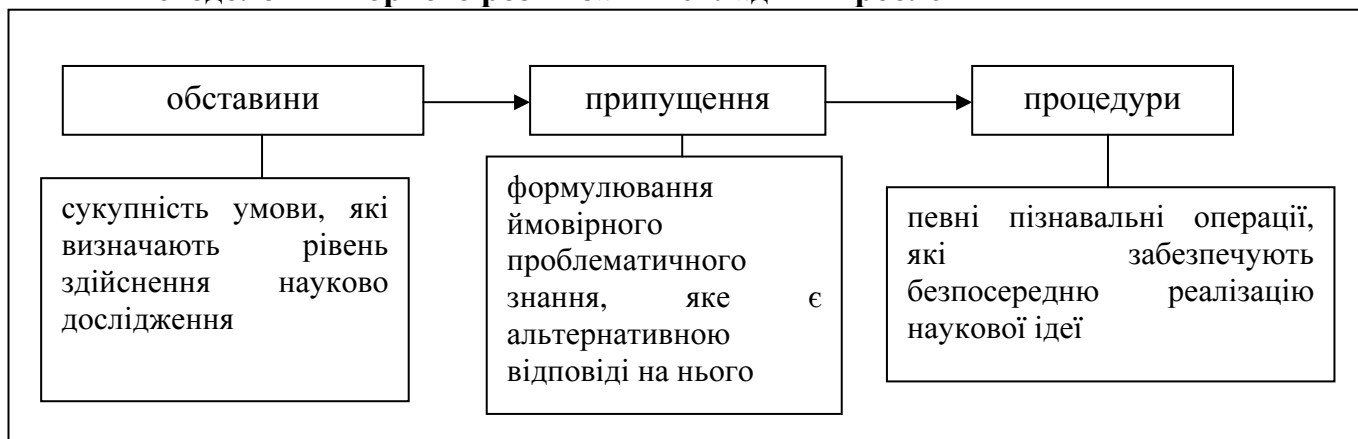 обставини
припущення
процедури
сукупність умови, які
визначають рівень
здійснення науково
дослідження
формулювання
ймовірного
проблематичного
знання, яке є
альтернативною
відповіді на нього
певні пізнавальні операції,
які забезпечують
безпосередню реалізацію
наукової ідеї